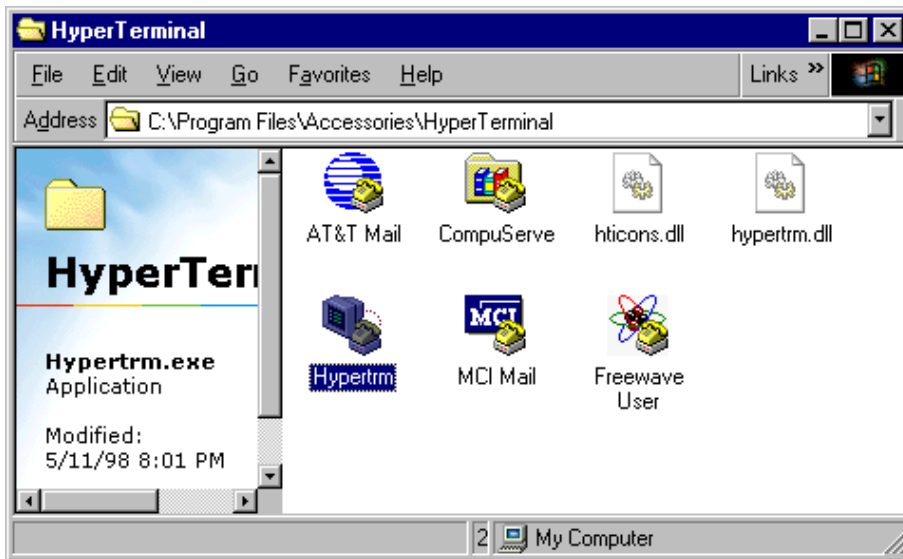 HyperTerminal
File Edit View Go Favorites Help Links »
Address C:\Program Files\Accessories\HyperTerminal
HyperTer
Hypertrm.exe
Application
Modified:
5/11/98 8:01 PM
AT&T Mail CompuServe hticons.dll hypertrm.dll
MCI
Hypertrm MCI Mail Freewave
User
2 My Computer